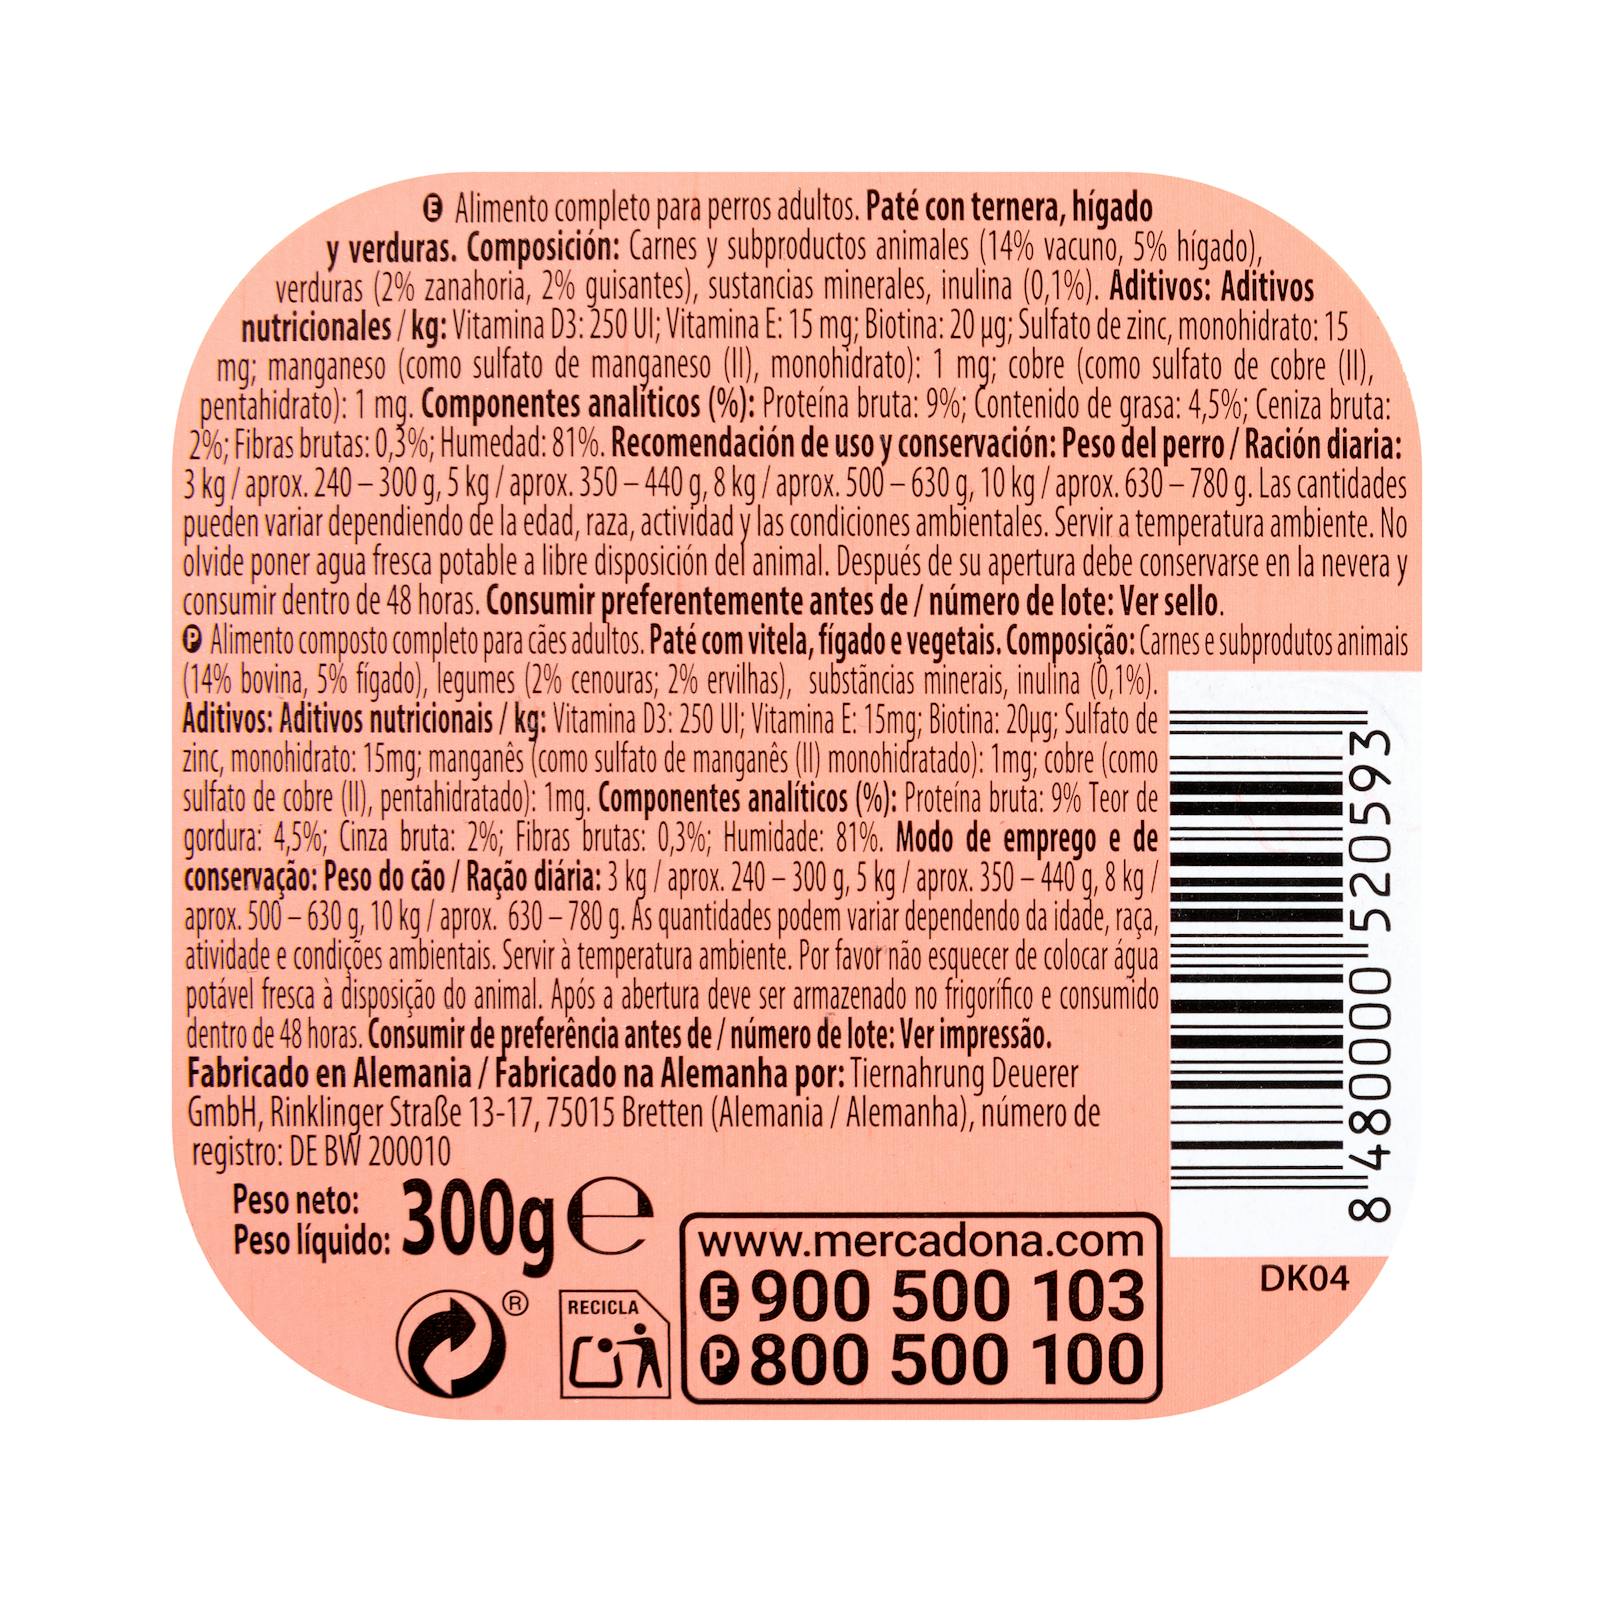 E Alimento completo para perros adultos. Paté con ternera, hígado
y verduras. Composición: Carnes y subproductos animales (14% vacuno, 5% hígado),
verduras (2% zanahoria, 2% guisantes), sustancias minerales, inulina (0,1%). Aditivos: Aditivos
nutricionales / kg: Vitamina D3: 250 UI; Vitamina E: 15 mg; Biotina: 20 µg; Sulfato de zinc, monohidrato: 15
mg; manganeso (como sulfato de manganeso (II), monohidrato): 1 mg; cobre (como sulfato de cobre (II),
pentahidrato): 1 mg. Componentes analíticos (%): Proteína bruta: 9%; Contenido de grasa: 4,5%; Ceniza bruta:
2%; Fibras brutas: 0,3%; Humedad: 81%. Recomendación de uso y conservación: Peso del perro / Ración diaria:
3 kg / aprox. 240 – 300 g, 5 kg / aprox. 350 – 440 g, 8 kg / aprox. 500 – 630 g, 10 kg / aprox. 630 – 780 g. Las cantidades
pueden variar dependiendo de la edad, raza, actividad y las condiciones ambientales. Servir a temperatura ambiente. No
olvide poner agua fresca potable a libre disposición del animal. Después de su apertura debe conservarse en la nevera y
consumir dentro de 48 horas. Consumir preferentemente antes de / número de lote: Ver sello.
P Alimento composto completo para cães adultos. Paté com vitela, fígado e vegetais. Composição: Carnes e subprodutos animais
(14% bovina, 5% fígado), legumes (2% cenouras; 2% ervilhas), substãncias minerais, inulina (0,1%).
Aditivos: Aditivos nutricionais / kg: Vitamina D3: 250 UI; Vitamina E: 15mg; Biotina: 20µg; Sulfato de
zinc, monohidrato: 15mg; manganês (como sulfato de manganês (II) monohidratado): 1mg; cobre (como
sulfato de cobre (II), pentahidratado): 1mg. Componentes analíticos (%): Proteína bruta: 9% Teor de
gordura: 4,5%; Cinza bruta: 2%; Fibras brutas: 0,3%; Humidade: 81%. Modo de emprego e de
conservação: Peso do cão / Ração diária: 3 kg / aprox. 240 – 300 g, 5 kg / aprox. 350 – 440 g, 8 kg /
aprox. 500 – 630 g, 10 kg / aprox. 630 – 780 g. As quantidades podem variar dependendo da idade, raça,
atividade e condições ambientais. Servir à temperatura ambiente. Por favor não esquecer de colocar água
potável fresca à disposição do animal. Após a abertura deve ser armazenado no frigorífico e consumido
dentro de 48 horas. Consumir de preferência antes de / número de lote: Ver impressão.
Fabricado en Alemania / Fabricado na Alemanha por: Tiernahrung Deuerer
GmbH, Rinklinger Straße 13-17, 75015 Bretten (Alemania / Alemanha), número de
registro: DE BW 200010
Peso neto:
Peso líquido: 300g e
RECICLA
www.mercadona.com
E 900 500 103
P 800 500 100
8 480000 520593
DK04